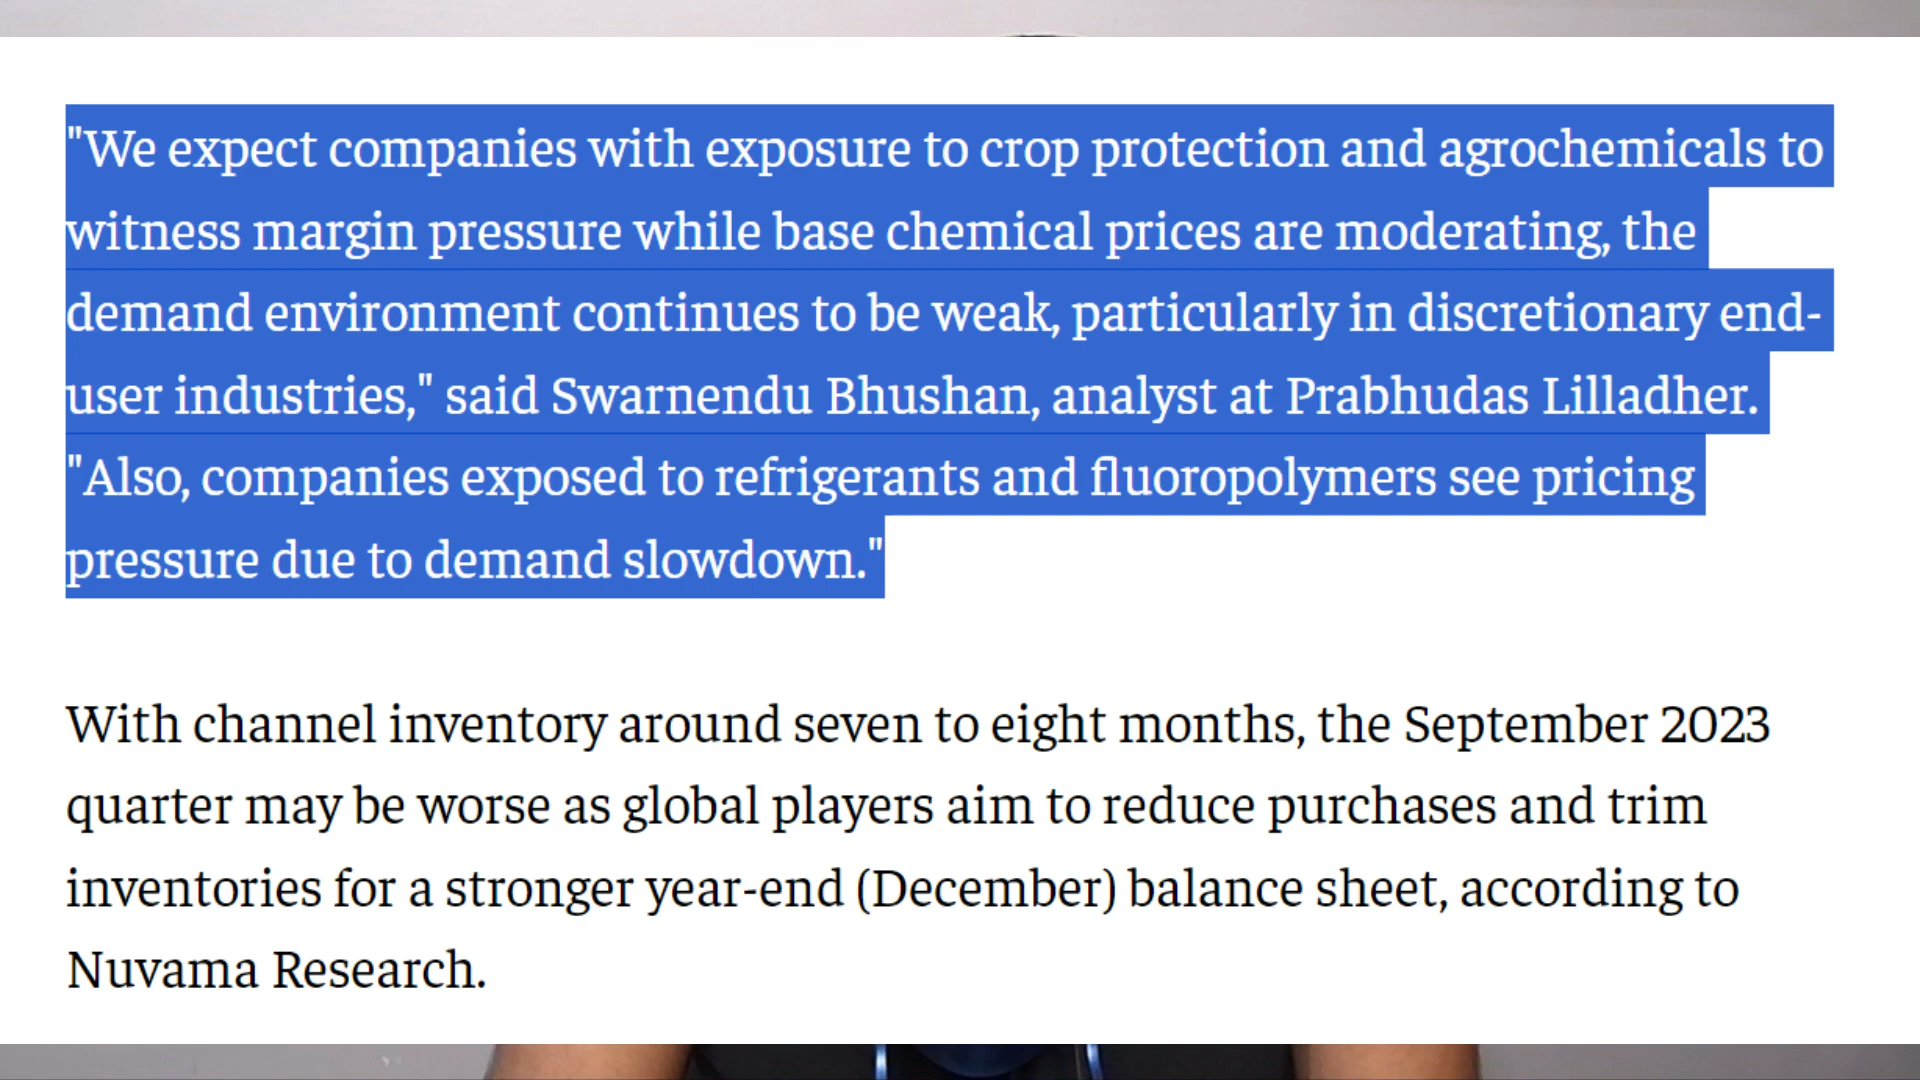 "We expect companies with exposure to crop protection and agrochemicals to
witness margin pressure while base chemical prices are moderating, the
demand environment continues to be weak, particularly in discretionary end-
user industries," said Swarnendu Bhushan, analyst at Prabhudas Lilladher.
"Also, companies exposed to refrigerants and fluoropolymers see pricing
pressure due to demand slowdown."
With channel inventory around seven to eight months, the September 2023
quarter may be worse as global players aim to reduce purchases and trim
inventories for a stronger year-end (December) balance sheet, according to
Nuvama Research.